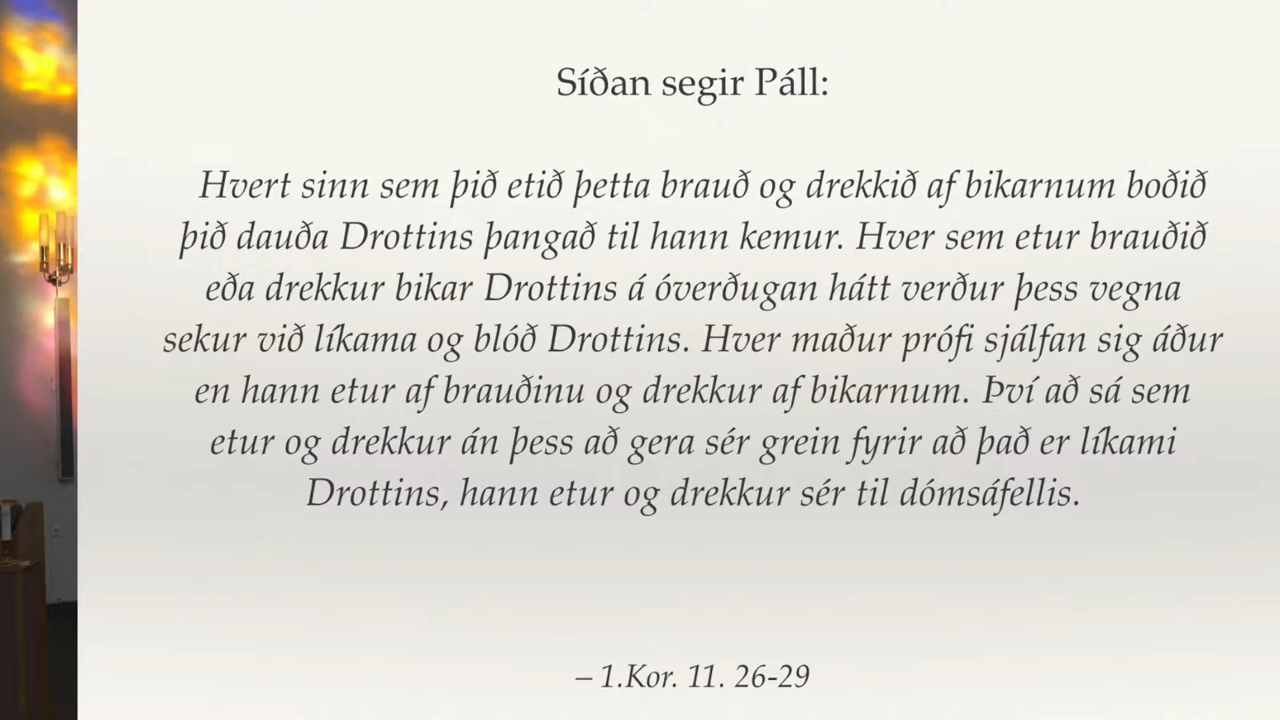 Síðan segir Páll:
Hvert sinn sem þið etið þetta brauð og drekkið af bikarnum boðið
þið dauða Drottins þangað til hann kemur. Hver sem etur brauðið
eða drekkur bikar Drottins á óverðugan hátt verður þess vegna
sekur við líkama og blóð Drottins. Hver maður prófi sjálfan sig áður
en hann etur af brauðinu og drekkur af bikarnum. Því að sá sem
etur og drekkur án þess að gera sér grein fyrir að það er líkami
Drottins, hann etur og drekkur sér til dómsáfellis.
– 1.Kor. 11. 26-29